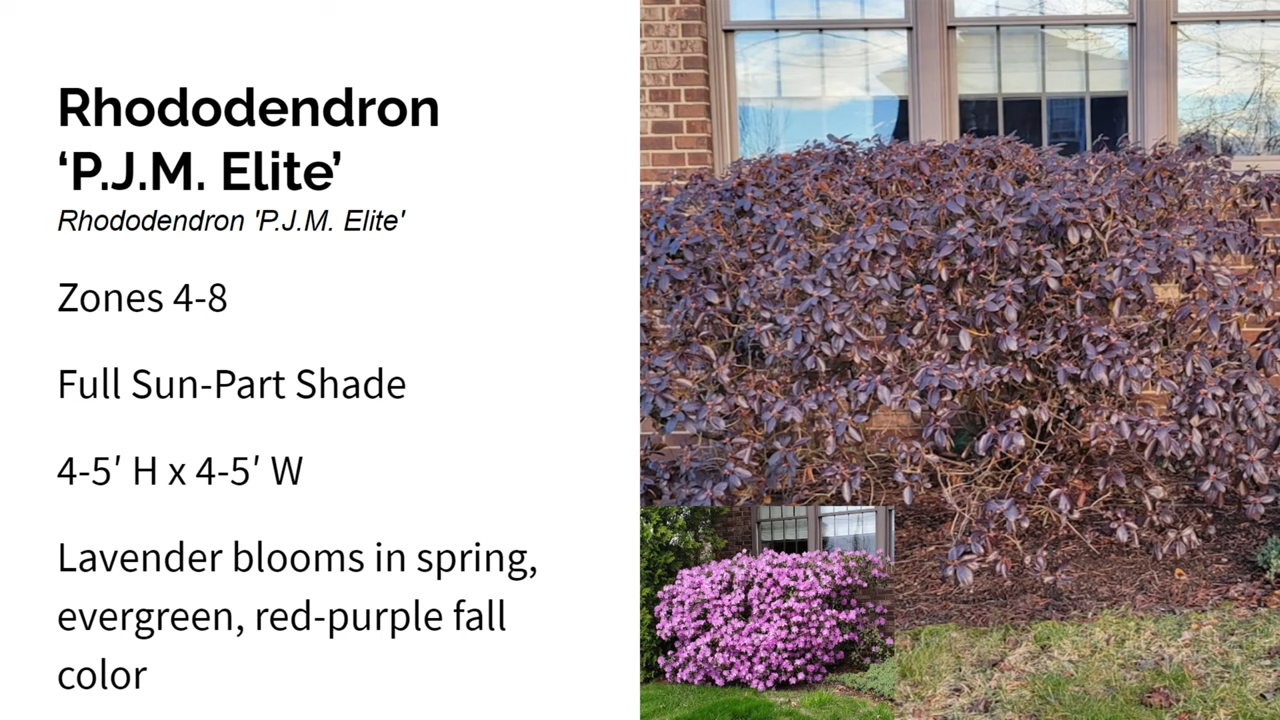 Rhododendron
‘P.J.M. Elite’
Rhododendron 'P.J.M. Elite'
Zones 4-8
Full Sun-Part Shade
4-5′ H x 4-5′ W
Lavender blooms in spring,
evergreen, red-purple fall
color